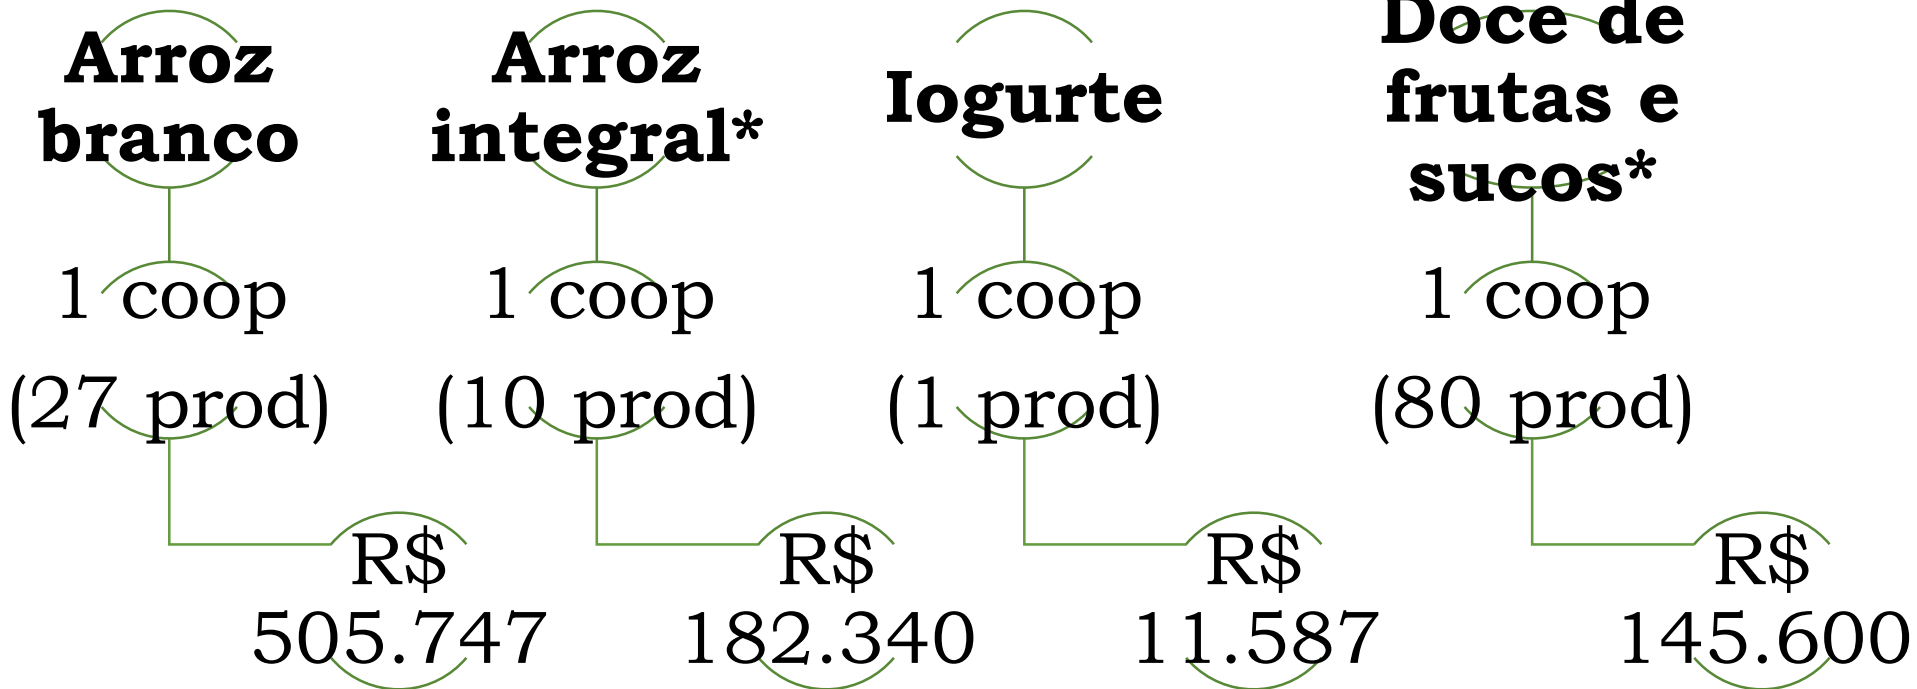 Arroz
branco
1 coop
(27 prod)
R$
505.747
Arroz
integral*
1 coop
(10 prod)
R$
182.340
Iogurte
1 coop
(1 prod)
R$
11.587
Doce de
frutas e
sucos*
1 coop
(80 prod)
R$
145.600